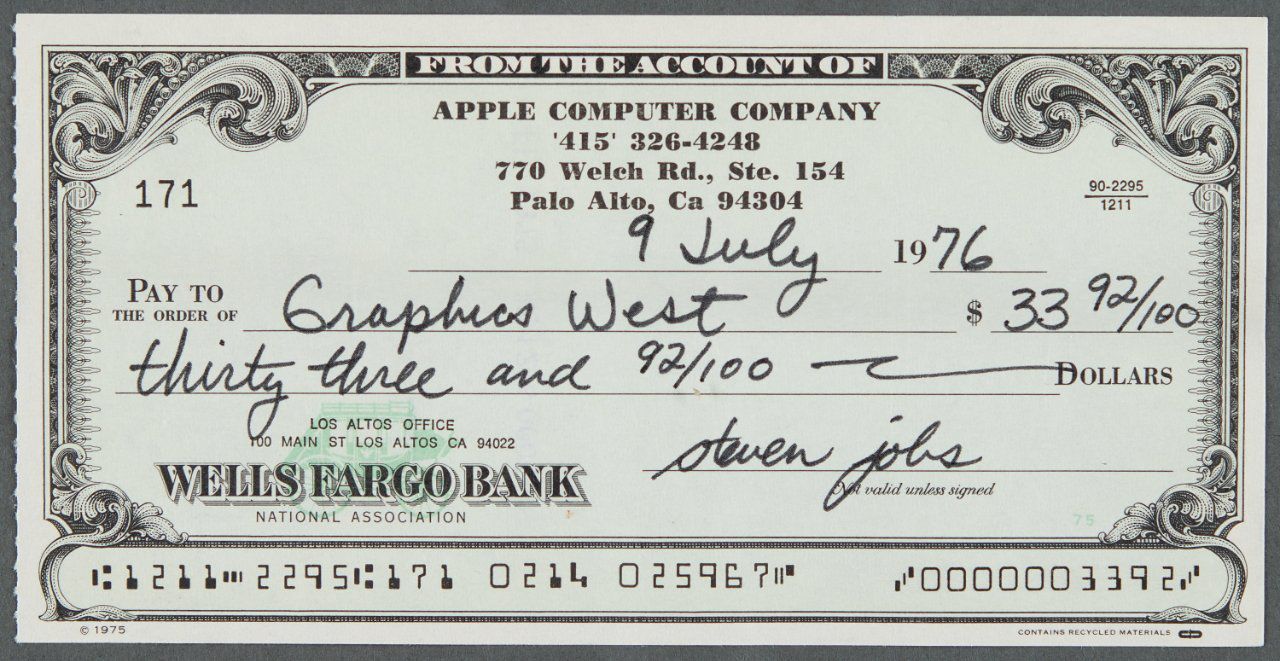 FROM THE ACCOUNT OF
APPLE COMPUTER COMPANY
'415' 326-4248
770 Welch Rd., Ste. 154
Palo Alto, Ca 94304
171
90-2295
1211
9 July 1976
PAY TO
THE ORDER OF Graphics West $ 33 92/100
thirty three and 92/100 DOLLARS
LOS ALTOS OFFICE
100 MAIN ST LOS ALTOS CA 94022
WELLS FARGO BANK
NATIONAL ASSOCIATION
steven jobs
Not valid unless signed
75
⑆1211⑉2295⑆171 0214 025967⑈ ⑇0000003392⑇
© 1975
CONTAINS RECYCLED MATERIALS